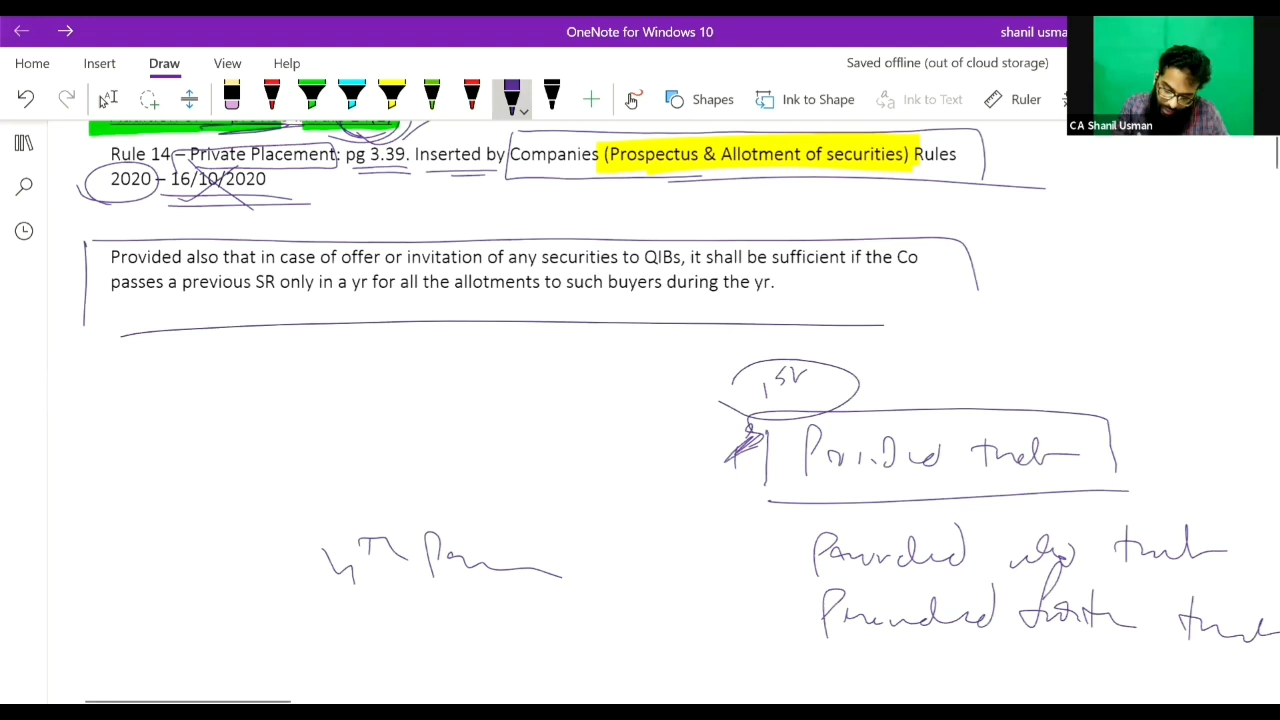 OneNote for Windows 10
shanil usma
Home Insert Draw View Help
Saved offline (out of cloud storage)
Shapes Ink to Shape Ink to Text Ruler
CA Shanil Usman
Rule 14 – Private Placement: pg 3.39. Inserted by Companies (Prospectus & Allotment of securities) Rules
2020 – 16/10/2020
Provided also that in case of offer or invitation of any securities to QIBs, it shall be sufficient if the Co
passes a previous SR only in a yr for all the allotments to such buyers during the yr.
1 SR
Provided that
Provided also that
Provided further that
4th